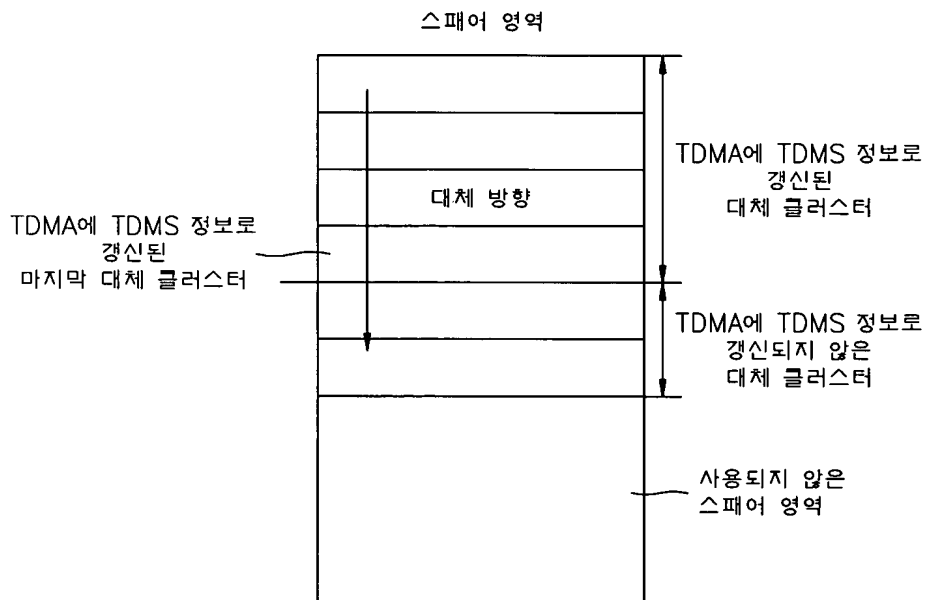 스패어 영역
TDMA에 TDMS 정보로
갱신된
대체 클러스터
대체 방향
TDMA에 TDMS 정보로
갱신된
마지막 대체 클러스터
TDMA에 TDMS 정보로
갱신되지 않은
대체 클러스터
사용되지 않은
스패어 영역